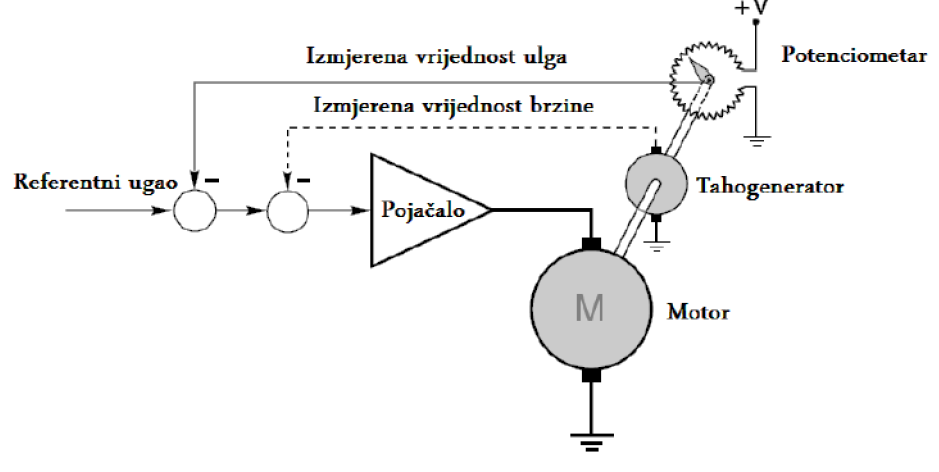 +V
Potenciometar
Izmjerena vrijednost ulga
Izmjerena vrijednost brzine
Referentni ugao
Tahogenerator
Pojačalo
M
Motor